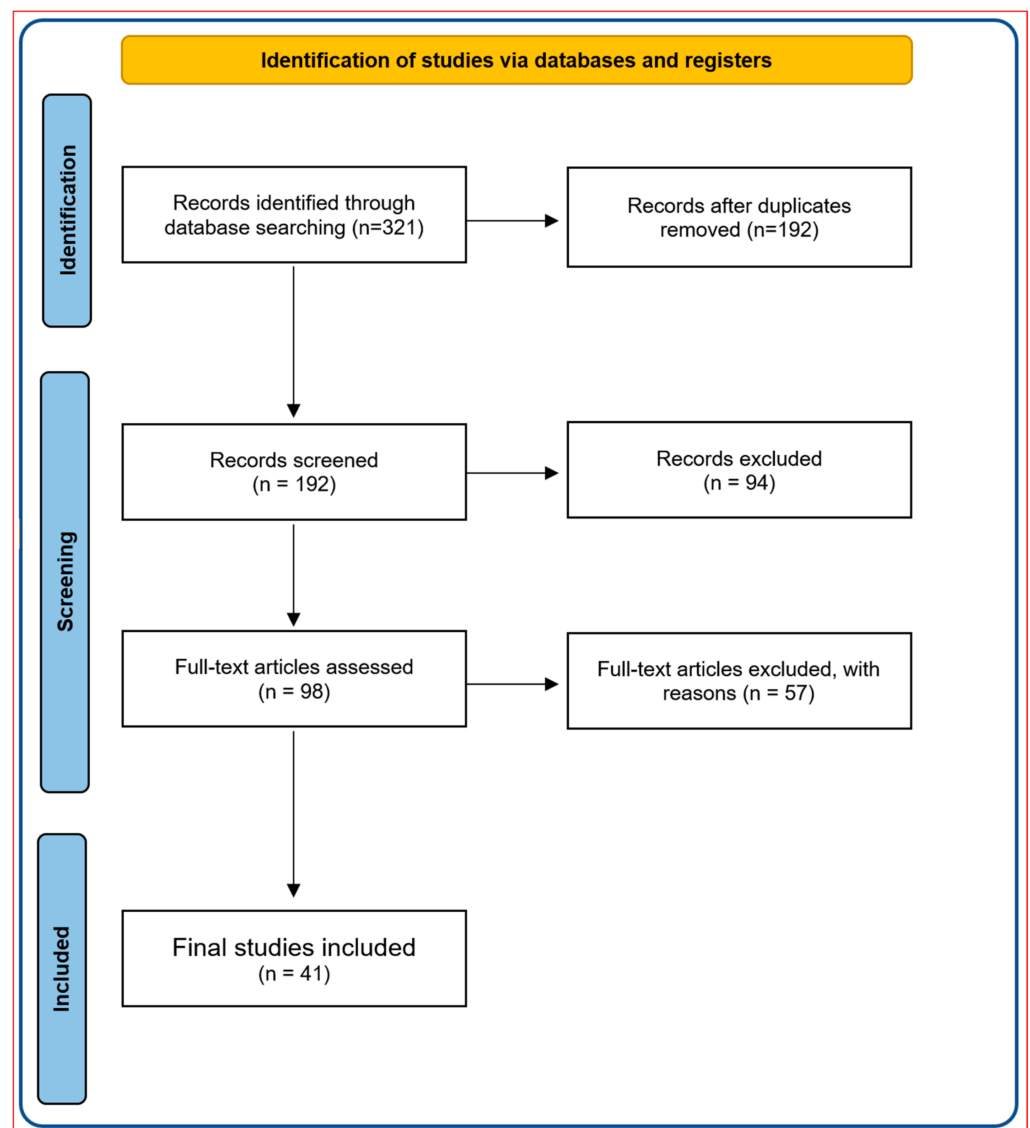 Identification of studies via databases and registers
Identification
Records identified through
database searching (n=321)
Records after duplicates
removed (n=192)
Screening
Records screened
(n = 192)
Records excluded
(n = 94)
Full-text articles assessed
(n = 98)
Full-text articles excluded, with
reasons (n = 57)
Included
Final studies included
(n = 41)